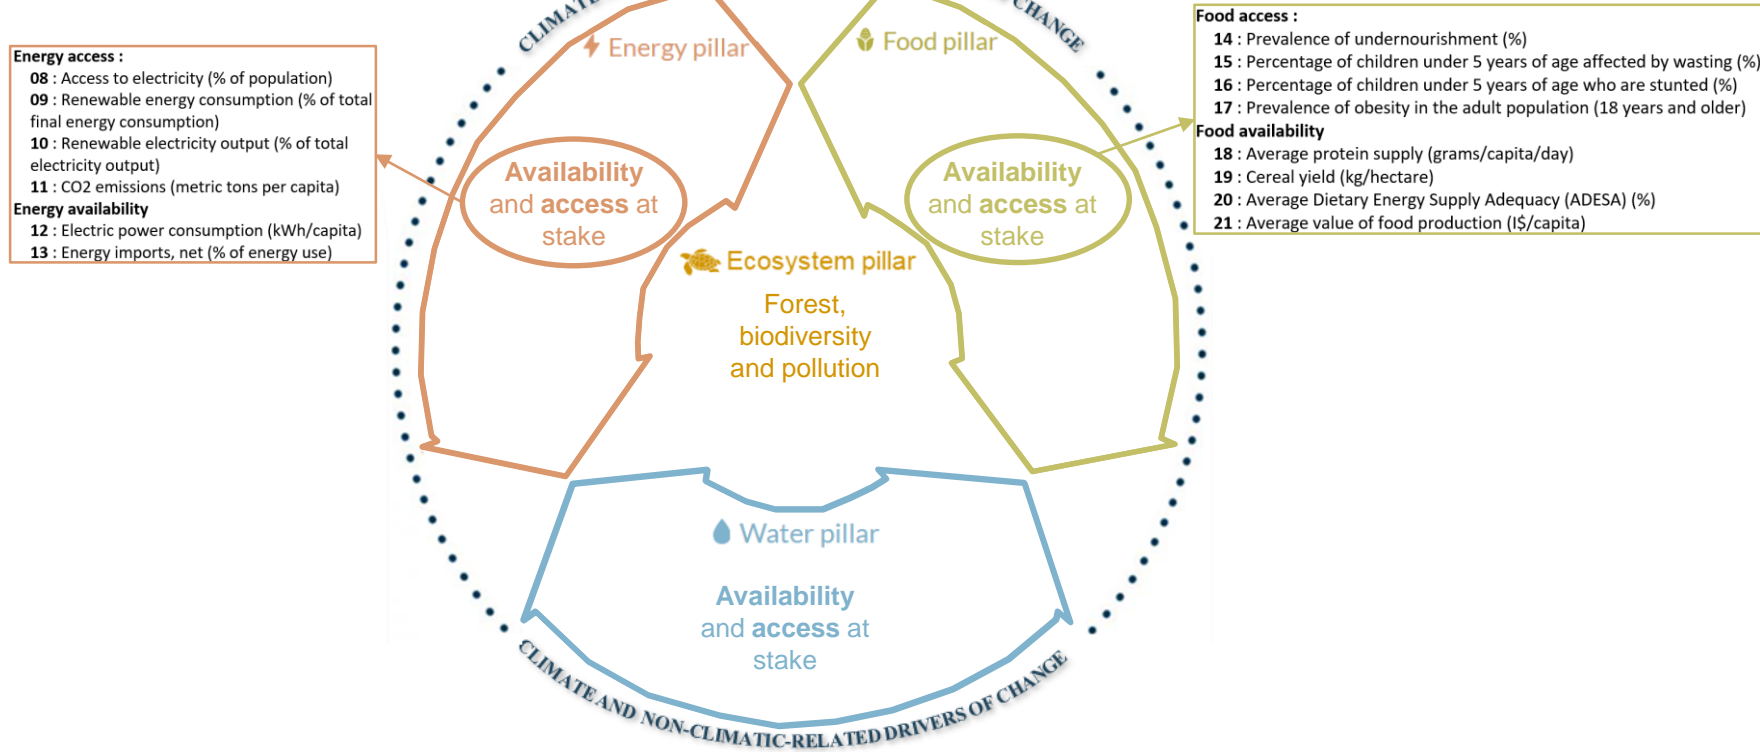 CLIMATE
CHANGE
Energy access :
08 : Access to electricity (% of population)
09 : Renewable energy consumption (% of total
final energy consumption)
10 : Renewable electricity output (% of total
electricity output)
11 : CO2 emissions (metric tons per capita)
Energy availability
12 : Electric power consumption (kWh/capita)
13 : Energy imports, net (% of energy use)
Energy pillar
Availability
and access at
stake
Food pillar
Availability
and access at
stake
Food access :
14 : Prevalence of undernourishment (%)
15 : Percentage of children under 5 years of age affected by wasting (%)
16 : Percentage of children under 5 years of age who are stunted (%)
17 : Prevalence of obesity in the adult population (18 years and older)
Food availability
18 : Average protein supply (grams/capita/day)
19 : Cereal yield (kg/hectare)
20 : Average Dietary Energy Supply Adequacy (ADESA) (%)
21 : Average value of food production (I$/capita)
Ecosystem pillar
Forest,
biodiversity
and pollution
Water pillar
Availability
and access at
stake
CLIMATE AND NON-CLIMATIC-RELATED DRIVERS OF CHANGE